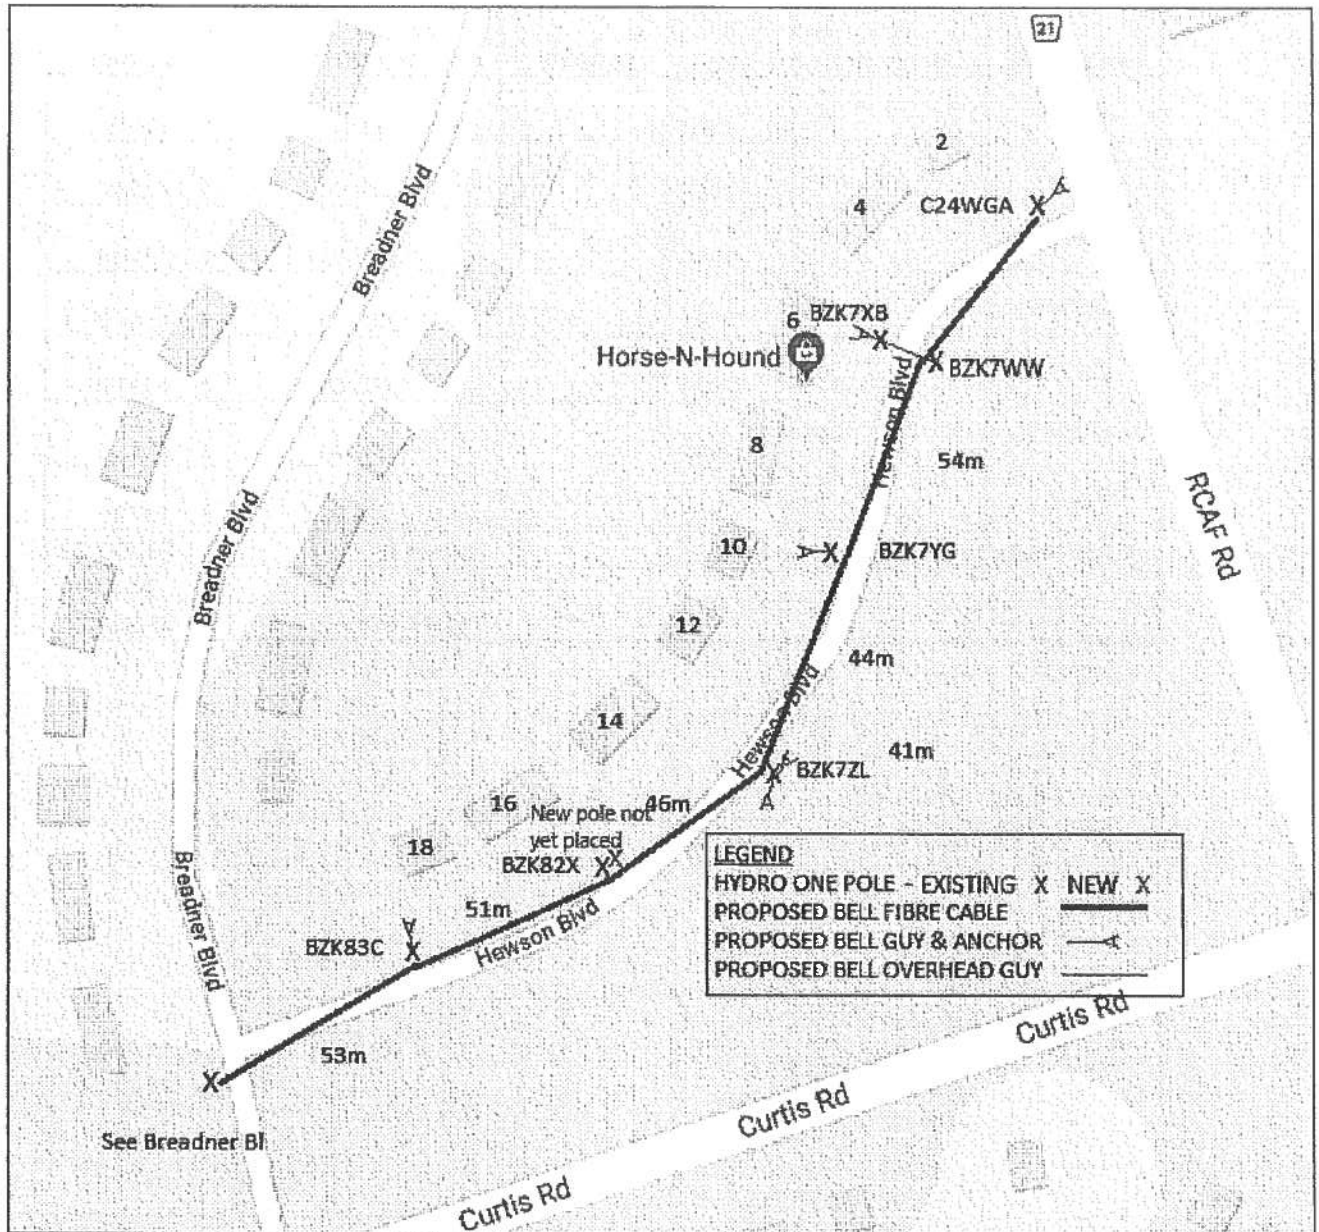 21
2
4
C24WGA
Breadner Blvd
6
BZK7XB
Horse-N-Hound
BZK7WW
Hewson Blvd
8
54m
RCAF Rd
Breadner Blvd
10
BZK7YG
12
44m
14
Hewson Blvd
41m
BZK7ZL
16
46m
New pole not
yet placed
18
BZK82X
LEGEND
HYDRO ONE POLE - EXISTING X NEW X
PROPOSED BELL FIBRE CABLE
PROPOSED BELL GUY & ANCHOR
PROPOSED BELL OVERHEAD GUY
51m
Hewson Blvd
Breadner Blvd
BZK83C
53m
Curtis Rd
Curtis Rd
See Breadner Bl
Curtis Rd